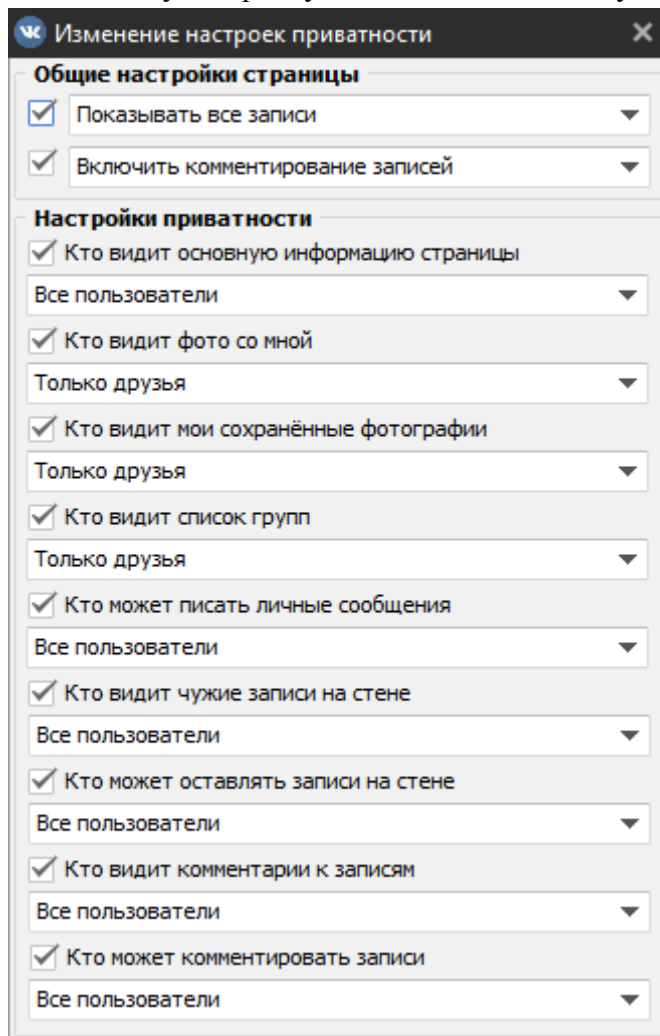 Изменение настроек приватности
Общие настройки страницы
Показывать все записи
Включить комментирование записей
Настройки приватности
Кто видит основную информацию страницы
Все пользователи
Кто видит фото со мной
Только друзья
Кто видит мои сохранённые фотографии
Только друзья
Кто видит список групп
Только друзья
Кто может писать личные сообщения
Все пользователи
Кто видит чужие записи на стене
Все пользователи
Кто может оставлять записи на стене
Все пользователи
Кто видит комментарии к записям
Все пользователи
Кто может комментировать записи
Все пользователи